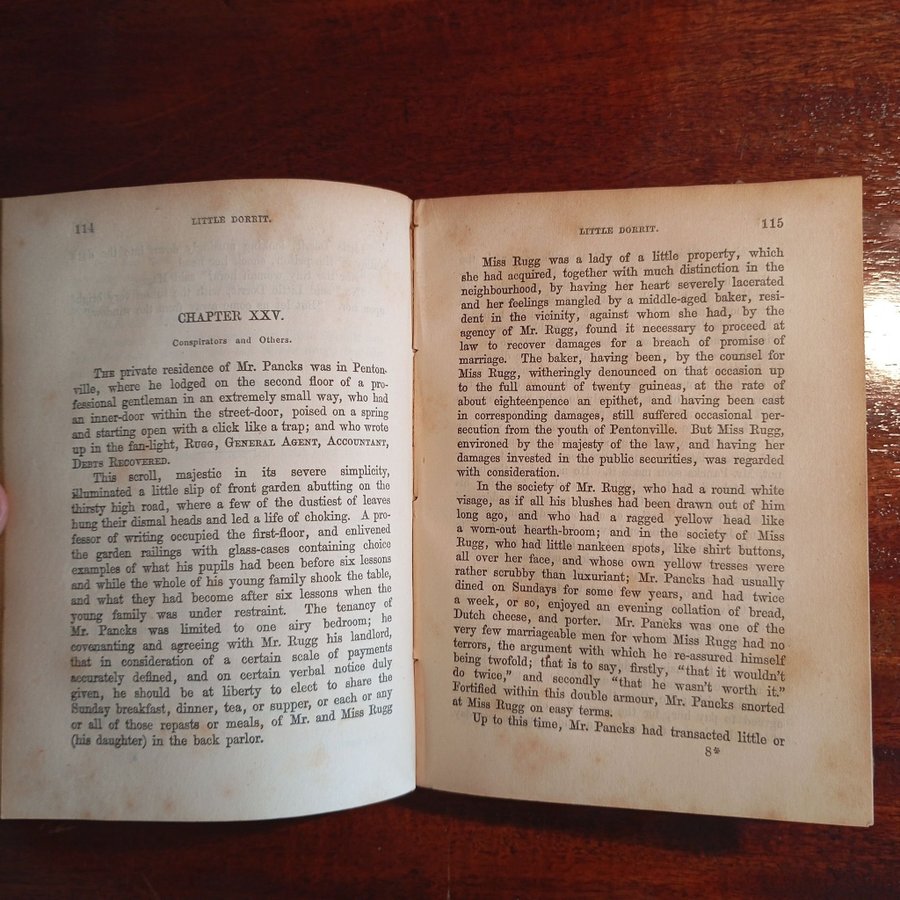 114
LITTLE DORRIT.
CHAPTER XXV.
Conspirators and Others.
THE private residence of Mr. Pancks was in Penton-
ville, where he lodged on the second floor of a pro-
fessional gentleman in an extremely small way, who had
an inner-door within the street-door, poised on a spring
and starting open with a click like a trap; and who wrote
up in the fan-light, RUGG, GENERAL AGENT, ACCOUNTANT,
DEBTS RECOVERED.
This scroll, majestic in its severe simplicity,
illuminated a little slip of front garden abutting on the
thirsty high road, where a few of the dustiest of leaves
hung their dismal heads and led a life of choking. A pro-
fessor of writing occupied the first-floor, and enlivened
the garden railings with glass-cases containing choice
examples of what his pupils had been before six lessons
and while the whole of his young family shook the table,
and what they had become after six lessons when the
young family was under restraint. The tenancy of
Mr. Pancks was limited to one airy bedroom; he
covenanting and agreeing with Mr. Rugg his landlord,
that in consideration of a certain scale of payments
accurately defined, and on certain verbal notice duly
given, he should be at liberty to elect to share the
Sunday breakfast, dinner, tea, or supper, or each or any
or all of those repasts or meals, of Mr. and Miss Rugg
(his daughter) in the back parlor.
LITTLE DORRIT.
115
Miss Rugg was a lady of a little property, which
she had acquired, together with much distinction in the
neighbourhood, by having her heart severely lacerated
and her feelings mangled by a middle-aged baker, resi-
dent in the vicinity, against whom she had, by the
agency of Mr. Rugg, found it necessary to proceed at
law to recover damages for a breach of promise of
marriage. The baker, having been, by the counsel for
Miss Rugg, witheringly denounced on that occasion up
to the full amount of twenty guineas, at the rate of
about eighteenpence an epithet, and having been cast
in corresponding damages, still suffered occasional per-
secution from the youth of Pentonville. But Miss Rugg,
environed by the majesty of the law, and having her
damages invested in the public securities, was regarded
with consideration.
In the society of Mr. Rugg, who had a round white
visage, as if all his blushes had been drawn out of him
long ago, and who had a ragged yellow head like
a worn-out hearth-broom; and in the society of Miss
Rugg, who had little nankeen spots, like shirt buttons,
all over her face, and whose own yellow tresses were
rather scrubby than luxuriant; Mr. Pancks had usually
dined on Sundays for some few years, and had twice
a week, or so, enjoyed an evening collation of bread,
Dutch cheese, and porter. Mr. Pancks was one of the
very few marriageable men for whom Miss Rugg had no
terrors, the argument with which he re-assured himself
being twofold; that is to say, firstly, "that it wouldn't
do twice," and secondly "that he wasn't worth it."
Fortified within this double armour, Mr. Pancks snorted
at Miss Rugg on easy terms.
Up to this time, Mr. Pancks had transacted little or
8*